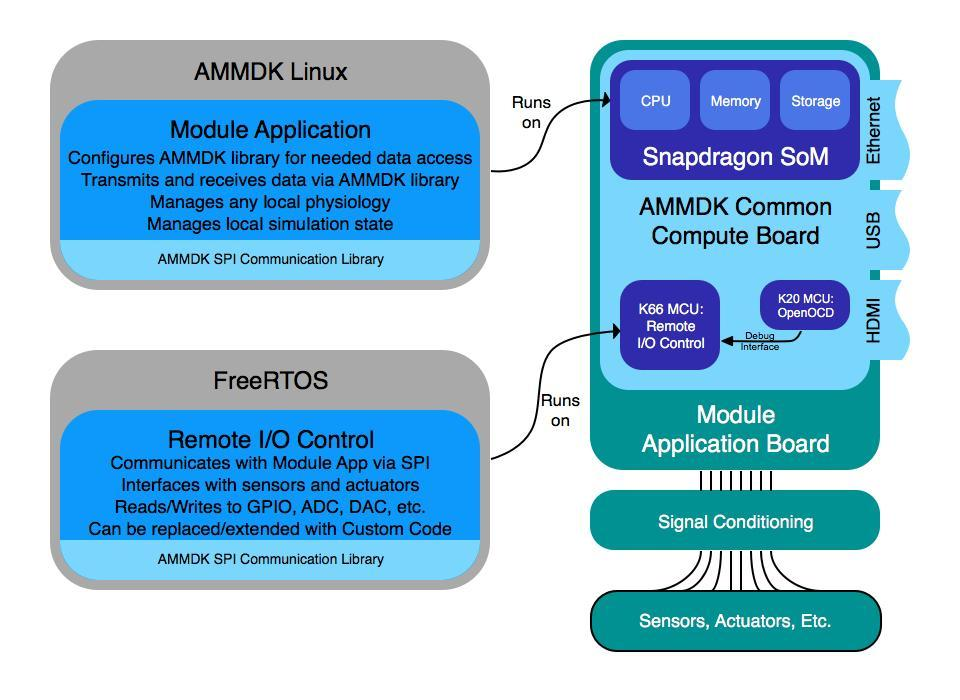 AMMDK Linux
Module Application
Configures AMMDK library for needed data access
Transmits and receives data via AMMDK library
Manages any local physiology
Manages local simulation state
AMMDK SPI Communication Library
Runs
on
CPU
Memory
Storage
Snapdragon SoM
Ethernet
AMMDK Common
Compute Board
USB
K66 MCU:
Remote
I/O Control
K20 MCU:
OpenOCD
Debug
Interface
HDMI
Module
Application Board
FreeRTOS
Remote I/O Control
Communicates with Module App via SPI
Interfaces with sensors and actuators
Reads/Writes to GPIO, ADC, DAC, etc.
Can be replaced/extended with Custom Code
AMMDK SPI Communication Library
Runs
on
Signal Conditioning
Sensors, Actuators, Etc.